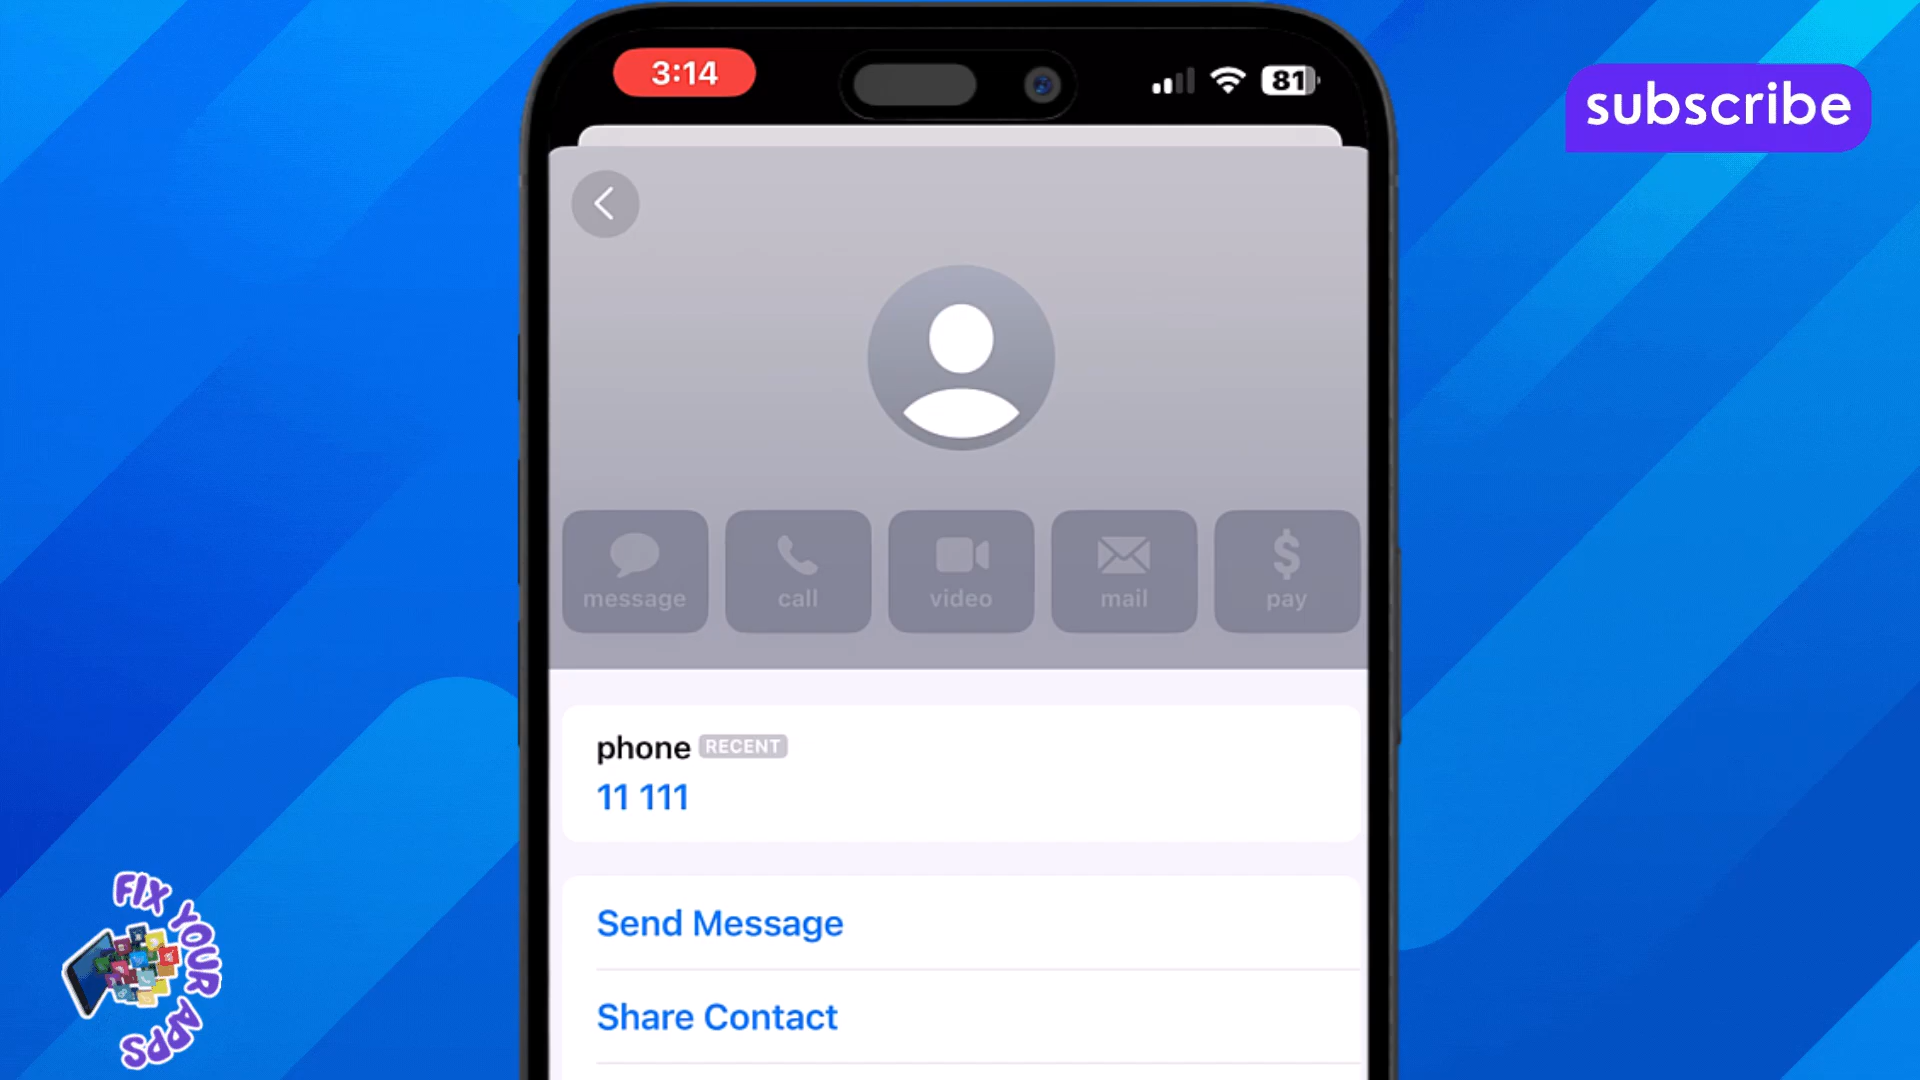 3:14
81
subscribe
message
call
video
mail
pay
phone RECENT
11 111
Send Message
Share Contact
FIX YOUR APPS